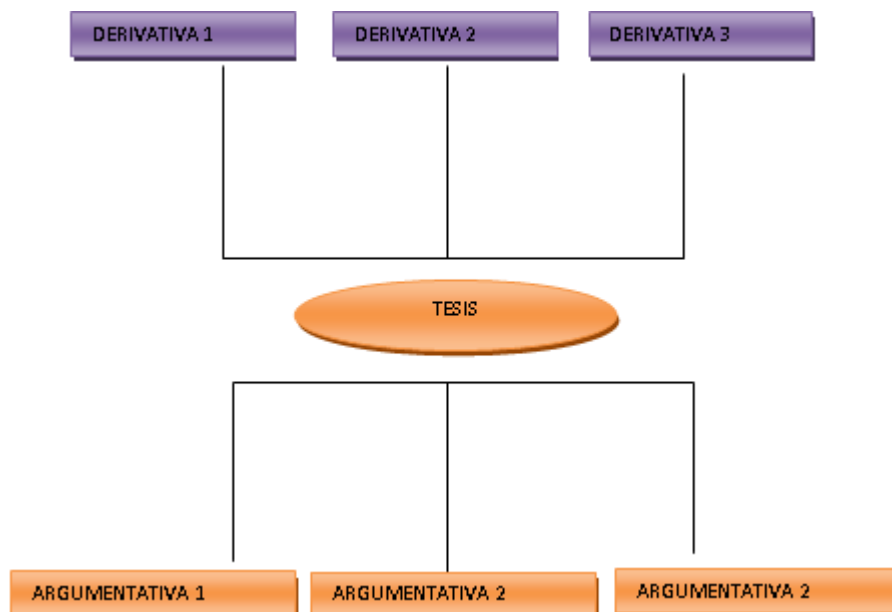 DERIVATIVA 1
DERIVATIVA 2
DERIVATIVA 3
TESIS
ARGUMENTATIVA 1
ARGUMENTATIVA 2
ARGUMENTATIVA 2